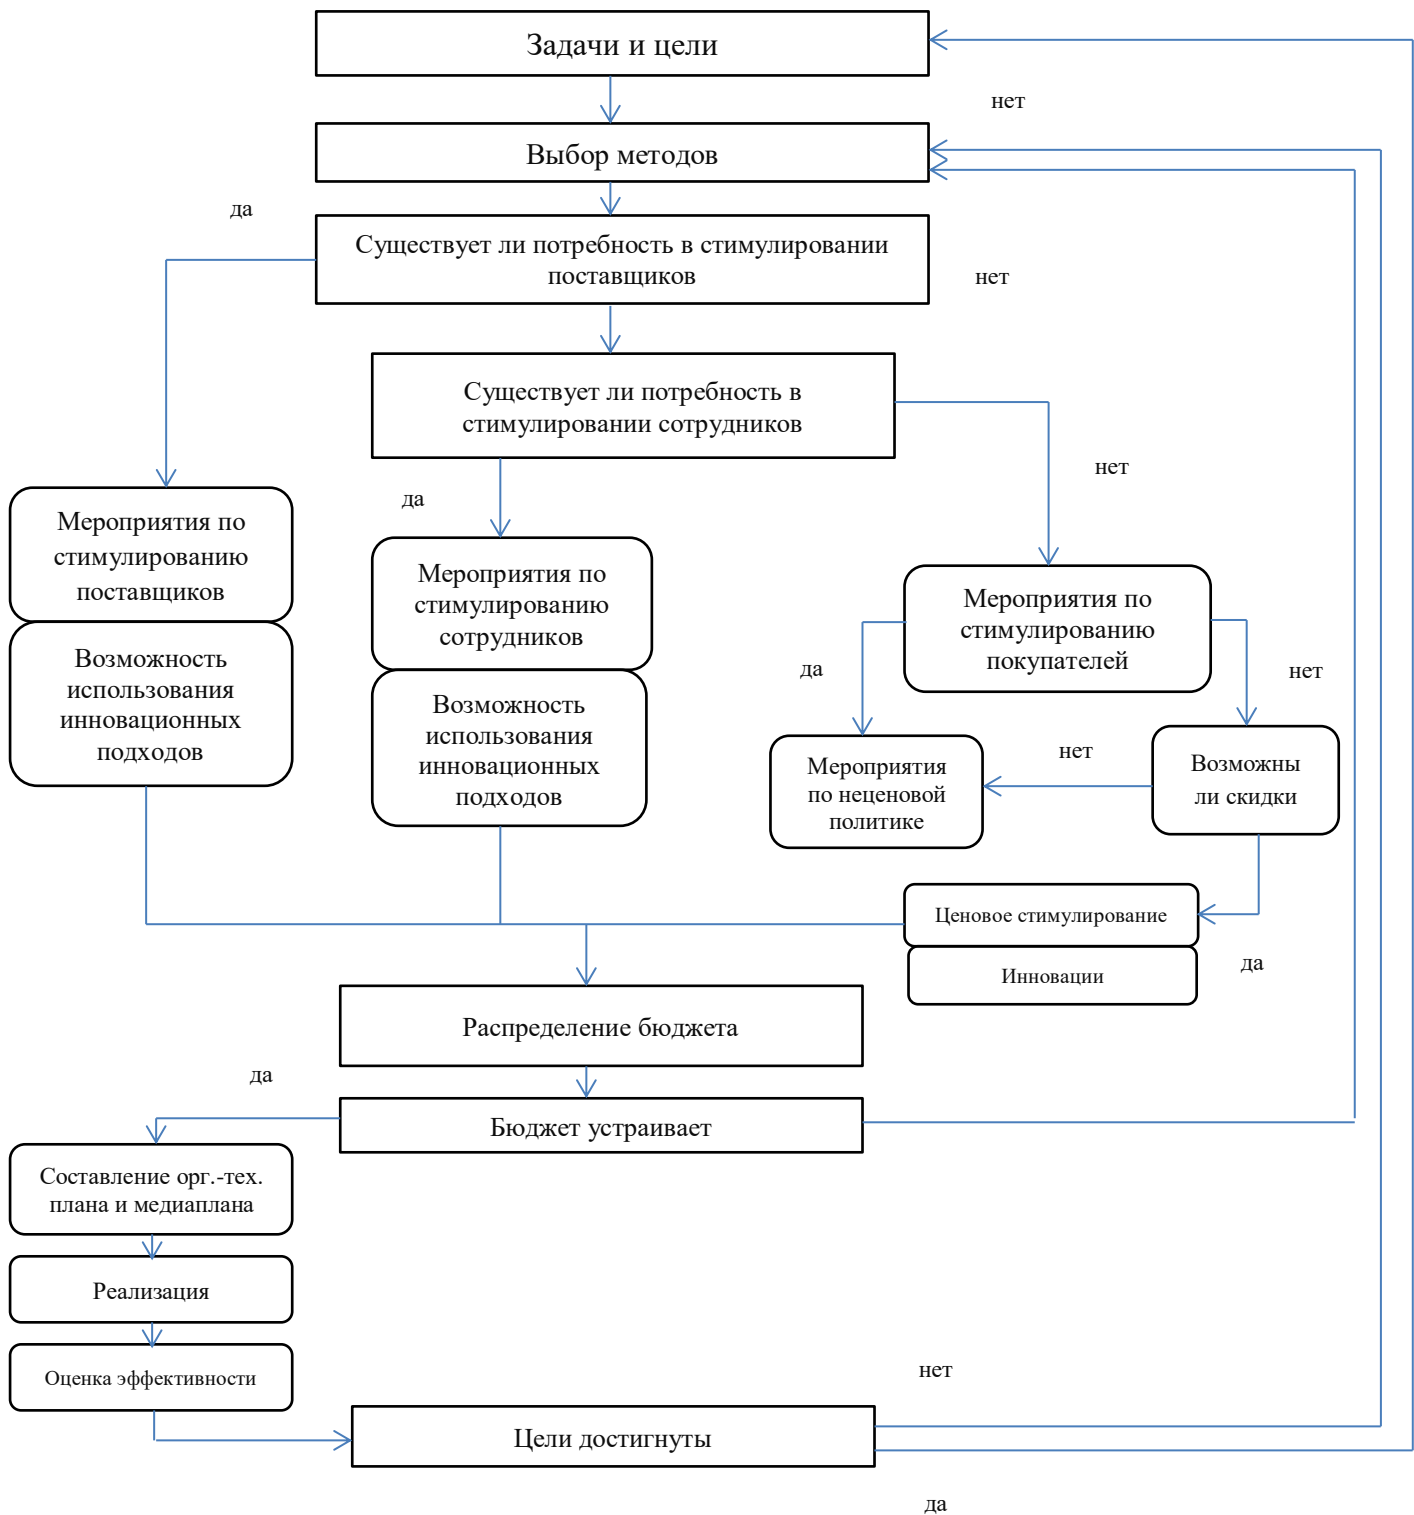 Задачи и цели
нет
Выбор методов
да
Существует ли потребность в стимулировании
поставщиков
нет
Существует ли потребность в
стимулировании сотрудников
нет
да
Мероприятия по
стимулированию
поставщиков
Мероприятия по
стимулированию
сотрудников
Мероприятия по
стимулированию
покупателей
да
нет
Возможность
использования
инновационных
подходов
Возможность
использования
инновационных
подходов
Мероприятия
по неценовой
политике
нет
Возможны
ли скидки
Ценовое стимулирование
да
Инновации
Распределение бюджета
да
Бюджет устраивает
Составление орг.-тех.
плана и медиаплана
Реализация
Оценка эффективности
нет
Цели достигнуты
да